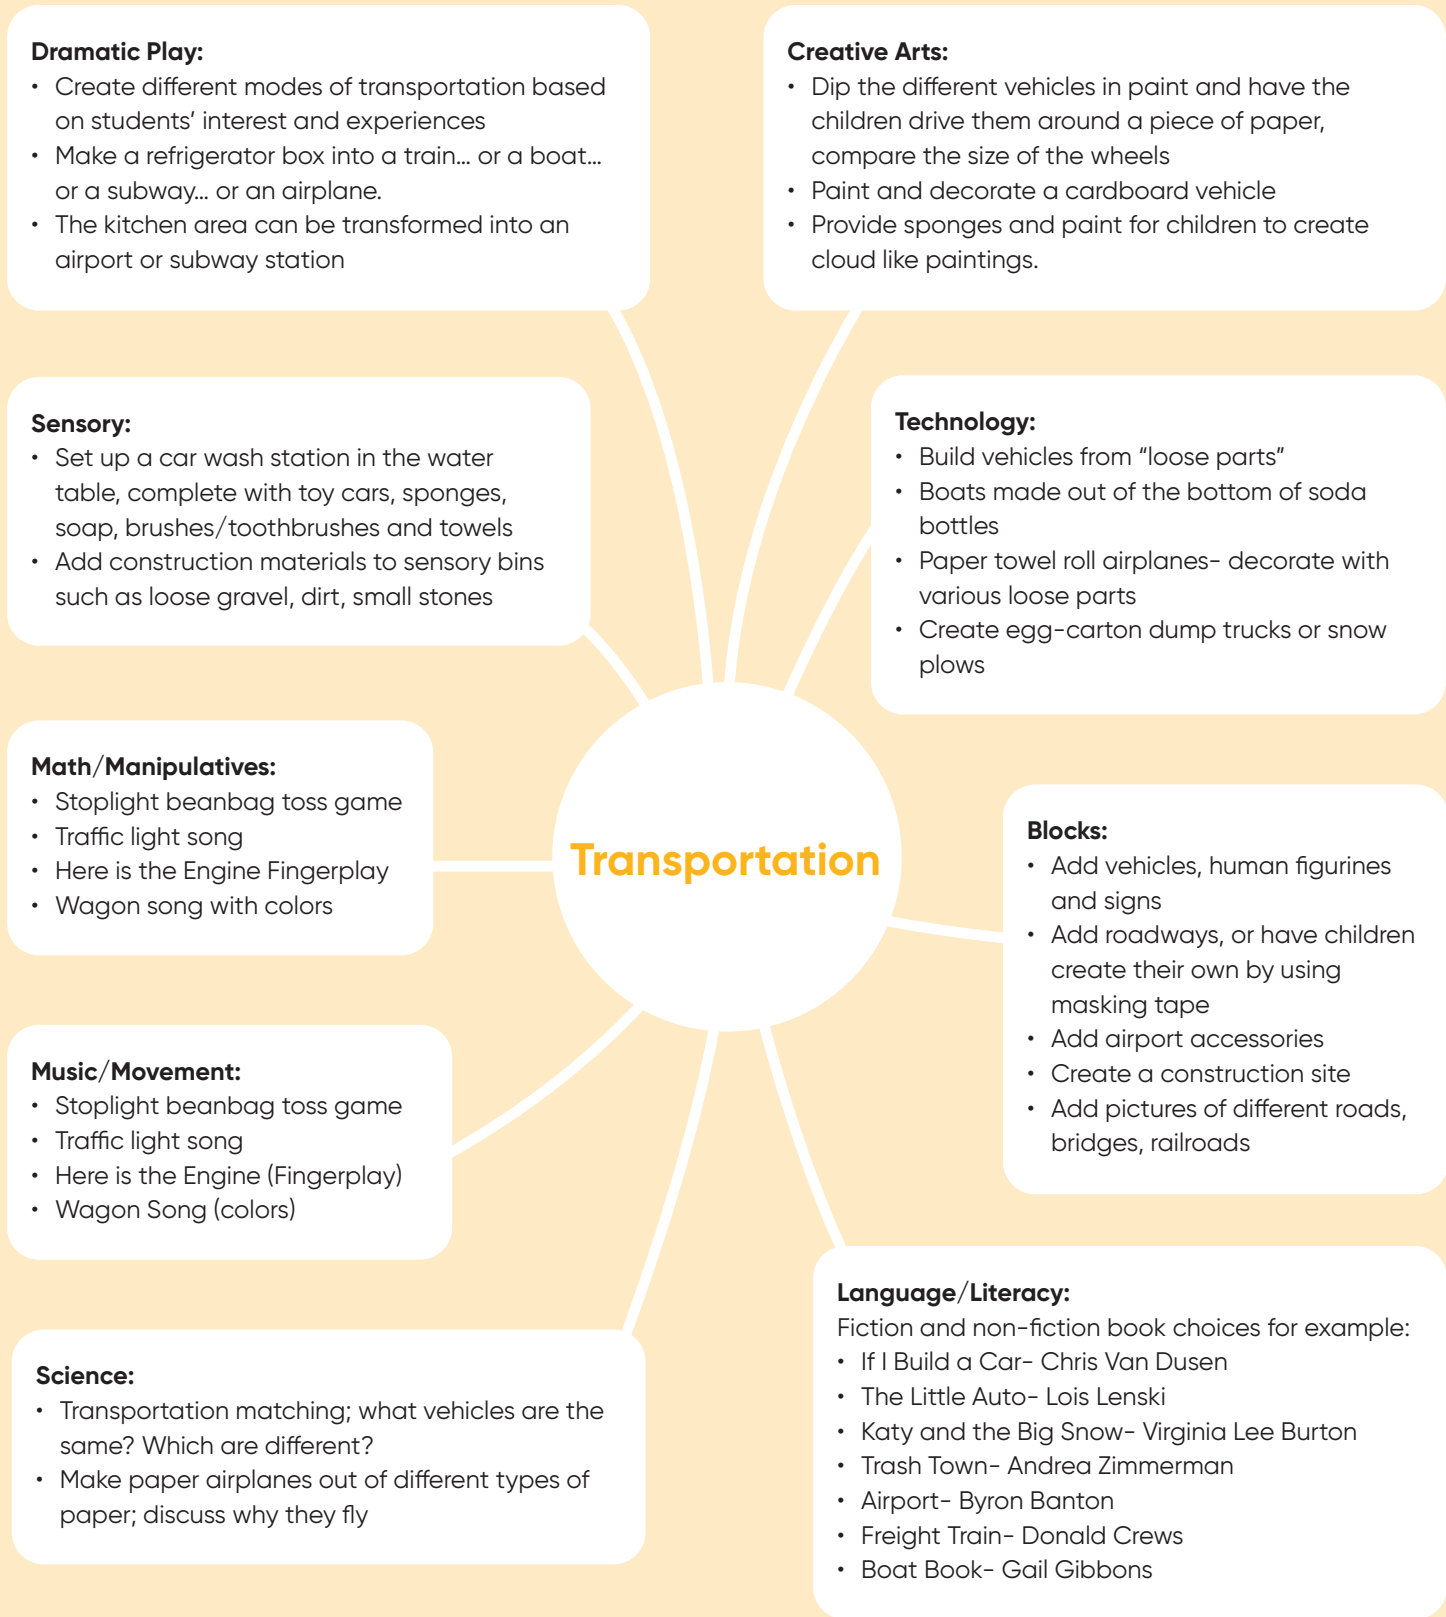 Dramatic Play:
• Create different modes of transportation based
on students’ interest and experiences
• Make a refrigerator box into a train... or a boat...
or a subway... or an airplane.
• The kitchen area can be transformed into an
airport or subway station
Creative Arts:
• Dip the different vehicles in paint and have the
children drive them around a piece of paper,
compare the size of the wheels
• Paint and decorate a cardboard vehicle
• Provide sponges and paint for children to create
cloud like paintings.
Sensory:
• Set up a car wash station in the water
table, complete with toy cars, sponges,
soap, brushes/toothbrushes and towels
• Add construction materials to sensory bins
such as loose gravel, dirt, small stones
Technology:
• Build vehicles from “loose parts”
• Boats made out of the bottom of soda
bottles
• Paper towel roll airplanes- decorate with
various loose parts
• Create egg-carton dump trucks or snow
plows
Math/Manipulatives:
• Stoplight beanbag toss game
• Traffic light song
• Here is the Engine Fingerplay
• Wagon song with colors
Transportation
Blocks:
• Add vehicles, human figurines
and signs
• Add roadways, or have children
create their own by using
masking tape
• Add airport accessories
• Create a construction site
• Add pictures of different roads,
bridges, railroads
Music/Movement:
• Stoplight beanbag toss game
• Traffic light song
• Here is the Engine (Fingerplay)
• Wagon Song (colors)
Language/Literacy:
Fiction and non-fiction book choices for example:
• If I Build a Car- Chris Van Dusen
• The Little Auto- Lois Lenski
• Katy and the Big Snow- Virginia Lee Burton
• Trash Town- Andrea Zimmerman
• Airport- Byron Banton
• Freight Train- Donald Crews
• Boat Book- Gail Gibbons
Science:
• Transportation matching; what vehicles are the
same? Which are different?
• Make paper airplanes out of different types of
paper; discuss why they fly